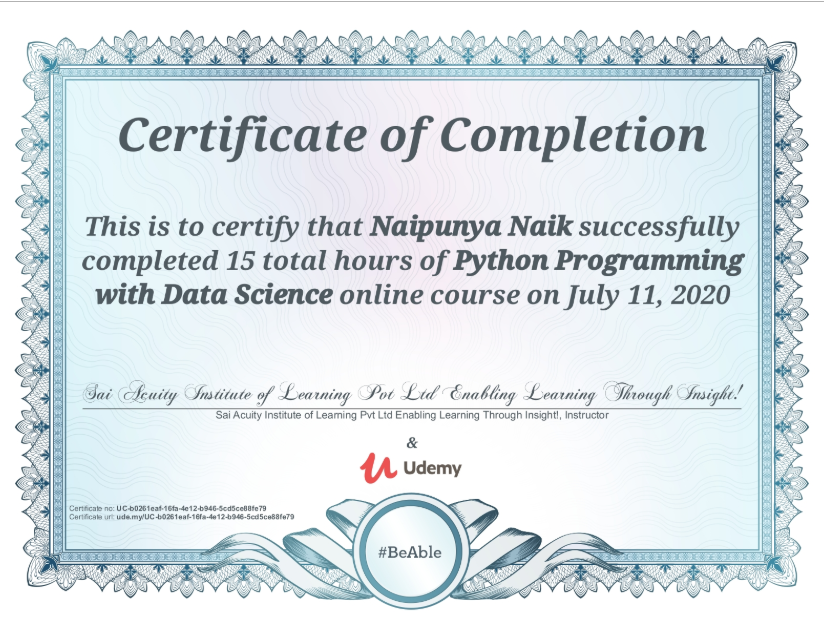 Certificate of Completion
This is to certify that Naipunya Naik successfully
completed 15 total hours of Python Programming
with Data Science online course on July 11, 2020
Sai Acuity Institute of Learning Pvt Ltd Enabling Learning Through Insight!
Sai Acuity Institute of Learning Pvt Ltd Enabling Learning Through Insight!, Instructor
&
Udemy
Certificate no: UC-b0261eaf-16fa-4e12-b946-5cd5ce88fe79
Certificate url: ude.my/UC-b0261eaf-16fa-4e12-b946-5cd5ce88fe79
#BeAble